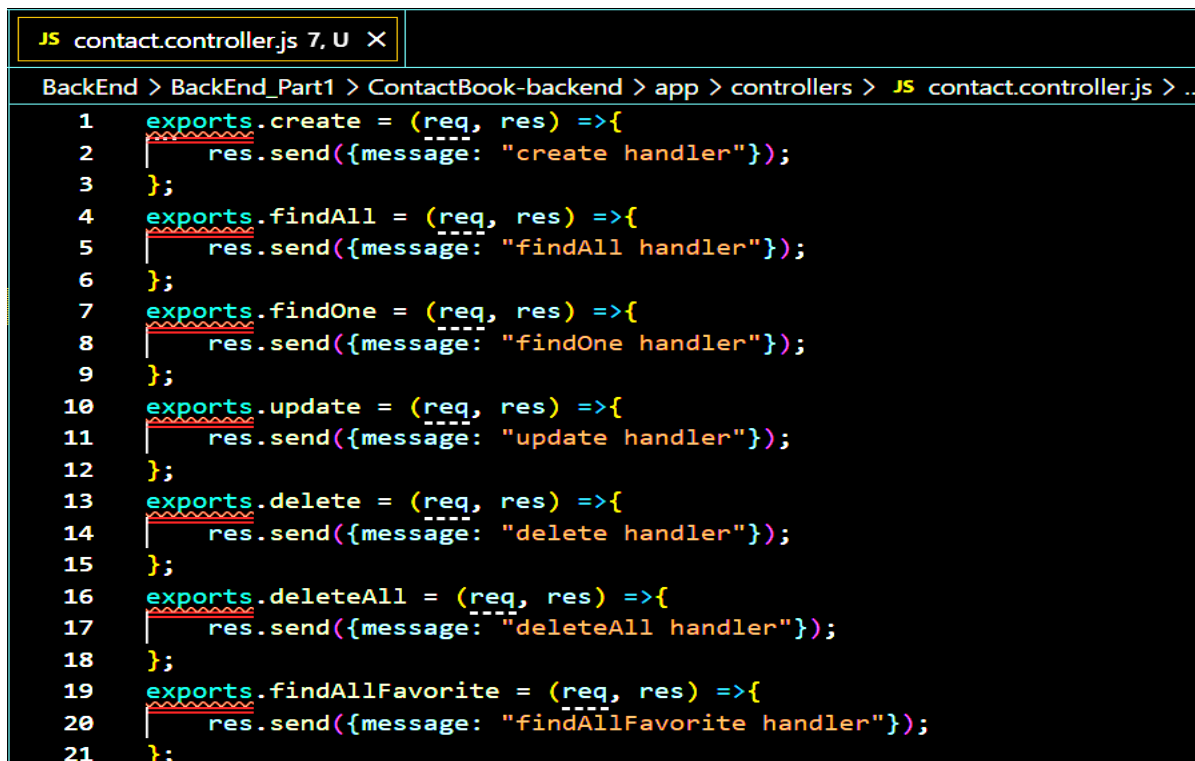 JS contact.controller.js 7, U ×
BackEnd > BackEnd_Part1 > ContactBook-backend > app > controllers > JS contact.controller.js > ..
1 exports.create = (req, res) =>{
2 res.send({message: "create handler"});
3 };
4 exports.findAll = (req, res) =>{
5 res.send({message: "findAll handler"});
6 };
7 exports.findOne = (req, res) =>{
8 res.send({message: "findOne handler"});
9 };
10 exports.update = (req, res) =>{
11 res.send({message: "update handler"});
12 };
13 exports.delete = (req, res) =>{
14 res.send({message: "delete handler"});
15 };
16 exports.deleteAll = (req, res) =>{
17 res.send({message: "deleteAll handler"});
18 };
19 exports.findAllFavorite = (req, res) =>{
20 res.send({message: "findAllFavorite handler"});
21 };